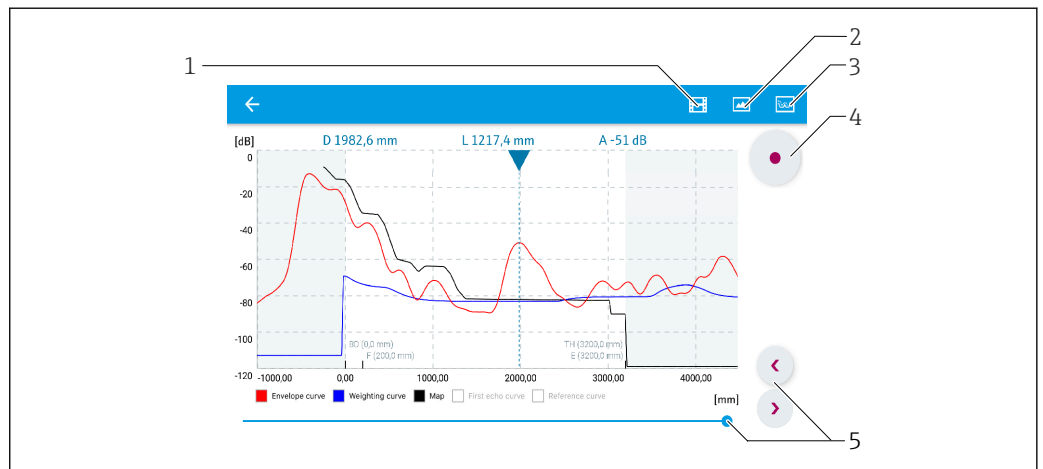 1
2
3
4
[dB]
D 1982,6 mm
L 1217,4 mm
A -51 dB
0
-20
-40
-60
-80
-100
-120
BD (0,0 mm)
F (200,0 mm)
TH (3200,0 mm)
E (3200,0 mm)
-1000,00
0,00
1000,00
2000,00
3000,00
4000,00
[mm]
Envelope curve
Weighting curve
Map
First echo curve
Reference curve
5